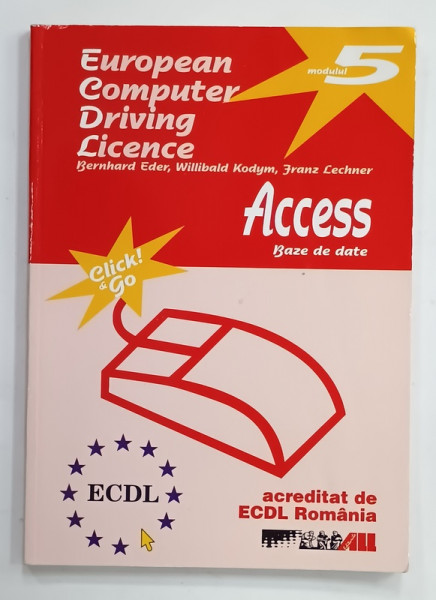 European
Computer
Driving
Licence
modulul 5
Bernhard Eder, Willibald Kodym, Franz Lechner
Access
Baze de date
Click!
& Go
ECDL
acreditat de
ECDL România
ALL